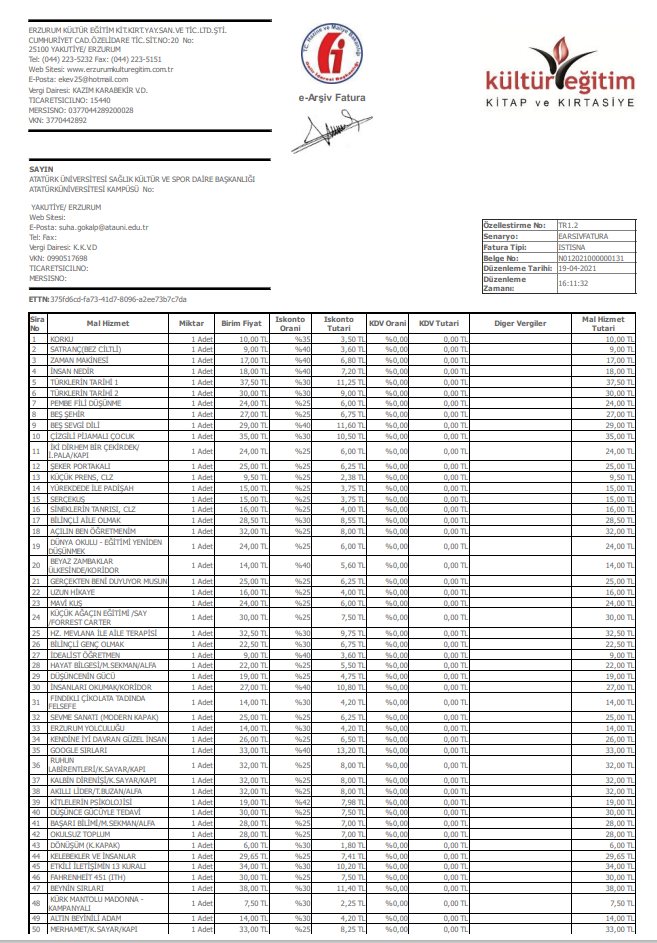 ERZURUM KÜLTÜR EĞİTİM KİT.KIRT.YAY.SAN.VE TİC.LTD.ŞTİ.
CUMHURİYET CAD.ÖZELİDARE TİC.SİT.NO:20 No:
25100 YAKUTİYE/ ERZURUM
Tel: (044) 223-5232 Fax: (044) 223-5151
Web Sitesi: www.erzurumkulturegitim.com.tr
E-Posta: ekev25@hotmail.com
Vergi Dairesi: KAZIM KARABEKİR V.D.
TICARETSICILNO: 15440
MERSISNO: 0377044289200028
VKN: 3770442892
e-Arşiv Fatura
kültür eğitim
KİTAP ve KIRTASİYE
SAYIN
ATATÜRK ÜNİVERSİTESİ SAĞLIK KÜLTÜR VE SPOR DAİRE BAŞKANLIĞI
ATATÜRKÜNİVERSİTESİ KAMPÜSÜ No:
YAKUTİYE/ ERZURUM
Web Sitesi:
E-Posta: suha.gokalp@atauni.edu.tr
Tel: Fax:
Vergi Dairesi: K.K.V.D
VKN: 0990517698
TICARETSICILNO:
MERSISNO:
Özellestirme No: TR1.2
Senaryo: EARSIVFATURA
Fatura Tipi: ISTISNA
Belge No: N012021000000131
Düzenleme Tarihi: 19-04-2021
Düzenleme Zamanı: 16:11:32
ETTN:375fd6cd-fa73-41d7-8096-a2ee73b7c7da
Sira No Mal Hizmet Miktar Birim Fiyat Iskonto Orani Iskonto Tutari KDV Orani KDV Tutari Diger Vergiler Mal Hizmet Tutari
1 KORKU 1 Adet 10,00 TL %35 3,50 TL %0,00 0,00 TL 10,00 TL
2 SATRANÇ(BEZ CİLTLİ) 1 Adet 9,00 TL %40 3,60 TL %0,00 0,00 TL 9,00 TL
3 ZAMAN MAKİNESİ 1 Adet 17,00 TL %40 6,80 TL %0,00 0,00 TL 17,00 TL
4 İNSAN NEDİR 1 Adet 18,00 TL %40 7,20 TL %0,00 0,00 TL 18,00 TL
5 TÜRKLERİN TARİHİ 1 1 Adet 37,50 TL %30 11,25 TL %0,00 0,00 TL 37,50 TL
6 TÜRKLERİN TARİHİ 2 1 Adet 30,00 TL %30 9,00 TL %0,00 0,00 TL 30,00 TL
7 PEMBE FİLİ DÜŞÜNME 1 Adet 24,00 TL %25 6,00 TL %0,00 0,00 TL 24,00 TL
8 BEŞ ŞEHİR 1 Adet 27,00 TL %25 6,75 TL %0,00 0,00 TL 27,00 TL
9 BEŞ SEVGİ DİLİ 1 Adet 29,00 TL %40 11,60 TL %0,00 0,00 TL 29,00 TL
10 ÇİZGİLİ PİJAMALI ÇOCUK 1 Adet 35,00 TL %30 10,50 TL %0,00 0,00 TL 35,00 TL
11 İKİ DİRHEM BİR ÇEKİRDEK/ İ.PALA/KAPI 1 Adet 24,00 TL %25 6,00 TL %0,00 0,00 TL 24,00 TL
12 ŞEKER PORTAKALI 1 Adet 25,00 TL %25 6,25 TL %0,00 0,00 TL 25,00 TL
13 KÜÇÜK PRENS, CLZ 1 Adet 9,50 TL %25 2,38 TL %0,00 0,00 TL 9,50 TL
14 YÜREKDEDE İLE PADİŞAH 1 Adet 15,00 TL %25 3,75 TL %0,00 0,00 TL 15,00 TL
15 SERÇEKUŞ 1 Adet 15,00 TL %25 3,75 TL %0,00 0,00 TL 15,00 TL
16 SİNEKLERİN TANRISI, CLZ 1 Adet 16,00 TL %25 4,00 TL %0,00 0,00 TL 16,00 TL
17 BİLİNÇLİ AİLE OLMAK 1 Adet 28,50 TL %30 8,55 TL %0,00 0,00 TL 28,50 TL
18 AÇILIN BEN ÖĞRETMENİM 1 Adet 32,00 TL %25 8,00 TL %0,00 0,00 TL 32,00 TL
19 DÜNYA OKULU - EĞİTİMİ YENİDEN DÜŞÜNMEK 1 Adet 24,00 TL %25 6,00 TL %0,00 0,00 TL 24,00 TL
20 BEYAZ ZAMBAKLAR ÜLKESİNDE/KORİDOR 1 Adet 14,00 TL %40 5,60 TL %0,00 0,00 TL 14,00 TL
21 GERÇEKTEN BENİ DUYUYOR MUSUN 1 Adet 25,00 TL %25 6,25 TL %0,00 0,00 TL 25,00 TL
22 UZUN HİKAYE 1 Adet 16,00 TL %25 4,00 TL %0,00 0,00 TL 16,00 TL
23 MAVİ KUŞ 1 Adet 24,00 TL %25 6,00 TL %0,00 0,00 TL 24,00 TL
24 KÜÇÜK AĞAÇIN EĞİTİMİ /SAY /FORREST CARTER 1 Adet 30,00 TL %25 7,50 TL %0,00 0,00 TL 30,00 TL
25 HZ. MEVLANA İLE AİLE TERAPİSİ 1 Adet 32,50 TL %30 9,75 TL %0,00 0,00 TL 32,50 TL
26 BİLİNÇLİ GENÇ OLMAK 1 Adet 22,50 TL %30 6,75 TL %0,00 0,00 TL 22,50 TL
27 İDEALİST ÖĞRETMEN 1 Adet 9,00 TL %40 3,60 TL %0,00 0,00 TL 9,00 TL
28 HAYAT BİLGESİ/M.SEKMAN/ALFA 1 Adet 22,00 TL %25 5,50 TL %0,00 0,00 TL 22,00 TL
29 DÜŞÜNCENİN GÜCÜ 1 Adet 19,00 TL %25 4,75 TL %0,00 0,00 TL 19,00 TL
30 İNSANLARI OKUMAK/KORİDOR 1 Adet 27,00 TL %40 10,80 TL %0,00 0,00 TL 27,00 TL
31 FINDIKLI ÇİKOLATA TADINDA FELSEFE 1 Adet 14,00 TL %30 4,20 TL %0,00 0,00 TL 14,00 TL
32 SEVME SANATI (MODERN KAPAK) 1 Adet 25,00 TL %25 6,25 TL %0,00 0,00 TL 25,00 TL
33 ERZURUM YOLCULUĞU 1 Adet 14,00 TL %30 4,20 TL %0,00 0,00 TL 14,00 TL
34 KENDİNE İYİ DAVRAN GÜZEL İNSAN 1 Adet 26,00 TL %25 6,50 TL %0,00 0,00 TL 26,00 TL
35 GOOGLE SIRLARI 1 Adet 33,00 TL %40 13,20 TL %0,00 0,00 TL 33,00 TL
36 RUHUN LABİRENTLERİ/K.SAYAR/KAPI 1 Adet 32,00 TL %25 8,00 TL %0,00 0,00 TL 32,00 TL
37 KALBİN DİRENİŞİ/K.SAYAR/KAPI 1 Adet 32,00 TL %25 8,00 TL %0,00 0,00 TL 32,00 TL
38 AKILLI LİDER/T.BUZAN/ALFA 1 Adet 32,00 TL %25 8,00 TL %0,00 0,00 TL 32,00 TL
39 KİTLELERİN PSİKOLOJİSİ 1 Adet 19,00 TL %42 7,98 TL %0,00 0,00 TL 19,00 TL
40 DÜŞÜNCE GÜCÜYLE TEDAVİ 1 Adet 30,00 TL %25 7,50 TL %0,00 0,00 TL 30,00 TL
41 BAŞARI BİLİMİ/M.SEKMAN/ALFA 1 Adet 28,00 TL %25 7,00 TL %0,00 0,00 TL 28,00 TL
42 OKULSUZ TOPLUM 1 Adet 28,00 TL %25 7,00 TL %0,00 0,00 TL 28,00 TL
43 DÖNÜŞÜM (K.KAPAK) 1 Adet 6,00 TL %30 1,80 TL %0,00 0,00 TL 6,00 TL
44 KELEBEKLER VE İNSANLAR 1 Adet 29,65 TL %25 7,41 TL %0,00 0,00 TL 29,65 TL
45 ETKİLİ İLETİŞİMİN 13 KURALI 1 Adet 34,00 TL %30 10,20 TL %0,00 0,00 TL 34,00 TL
46 FAHRENHEİT 451 (İTH) 1 Adet 30,00 TL %25 7,50 TL %0,00 0,00 TL 30,00 TL
47 BEYNİN SIRLARI 1 Adet 38,00 TL %30 11,40 TL %0,00 0,00 TL 38,00 TL
48 KÜRK MANTOLU MADONNA - KAMPANYALI 1 Adet 7,50 TL %30 2,25 TL %0,00 0,00 TL 7,50 TL
49 ALTIN BEYİNİLİ ADAM 1 Adet 14,00 TL %30 4,20 TL %0,00 0,00 TL 14,00 TL
50 MERHAMET/K.SAYAR/KAPI 1 Adet 33,00 TL %25 8,25 TL %0,00 0,00 TL 33,00 TL